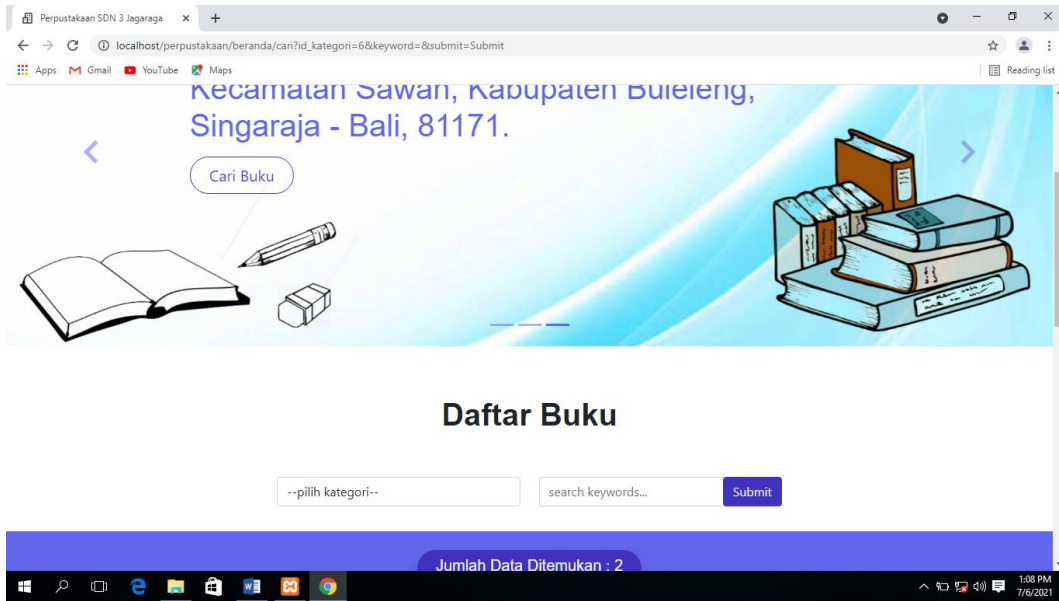 Perpustakaan SDN 3 Jagaraga
localhost/perpustakaan/beranda/cari?id_kategori=6&keyword=&submit=Submit
Apps Gmail YouTube Maps Reading list
Kecamatan Sawan, Kabupaten Buleleng,
Singaraja - Bali, 81171.
Cari Buku
Daftar Buku
--pilih kategori-- search keywords... Submit
Jumlah Data Ditemukan : 2
1:08 PM
7/6/2021